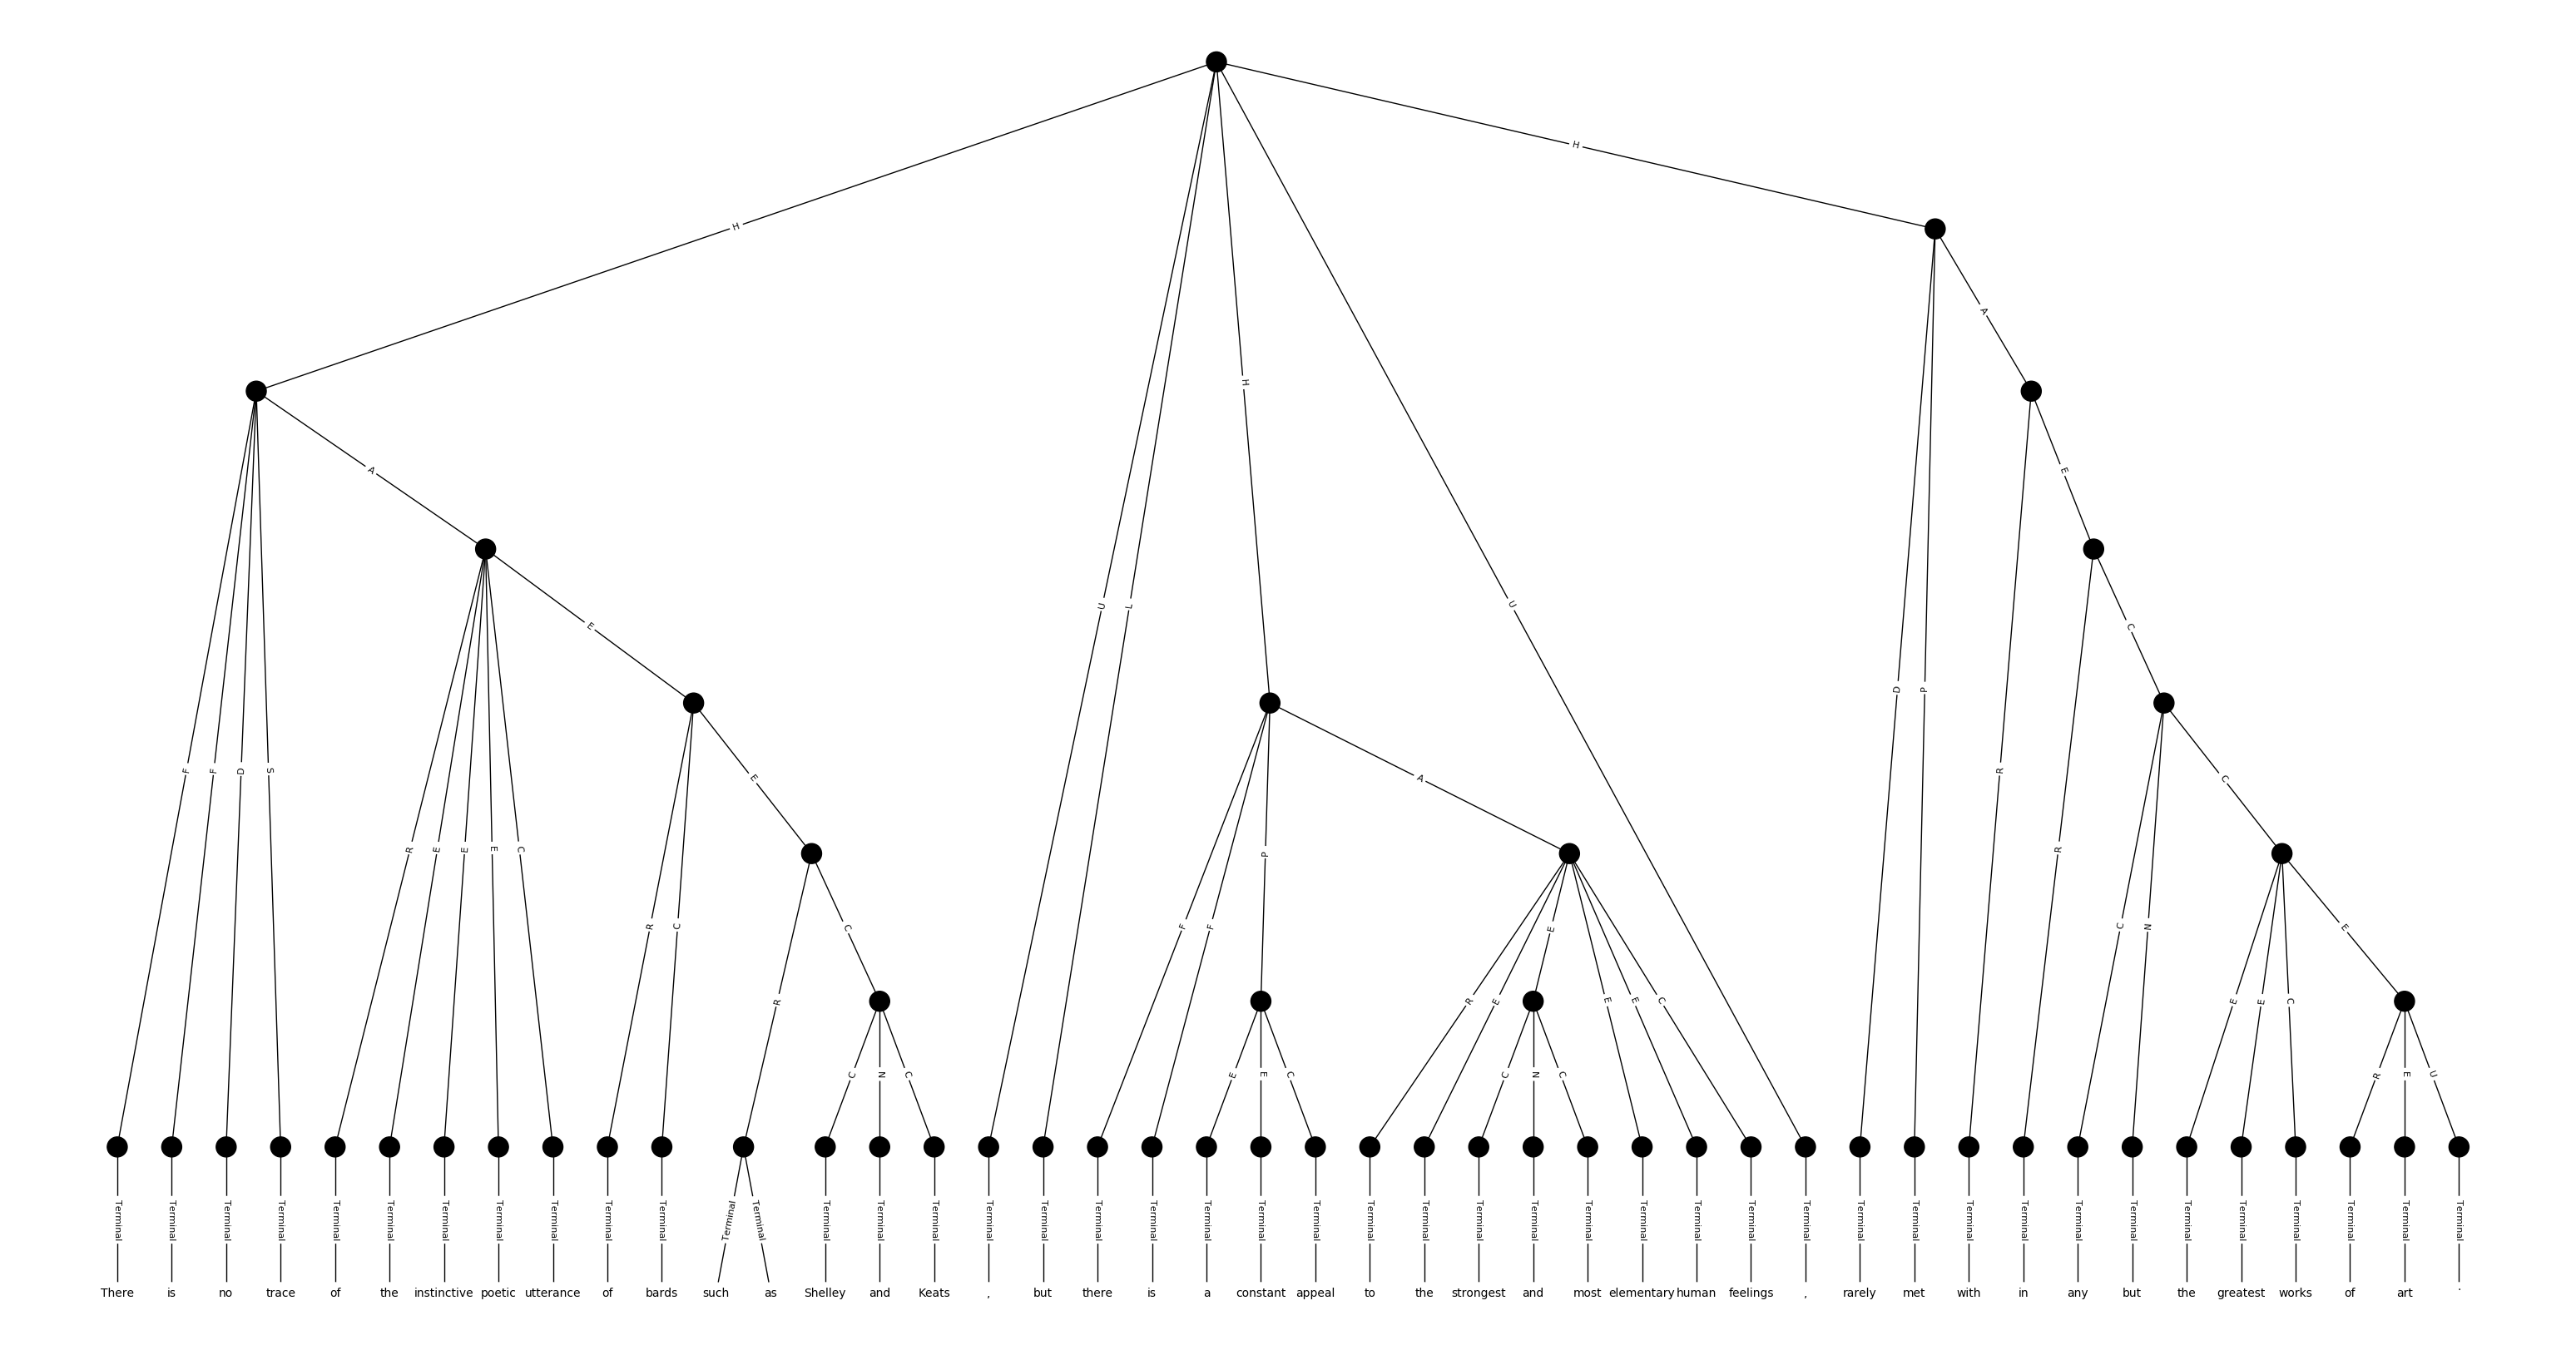 H
H
A
A
H
E
E
U
L
U
E
C
D
P
F
F
D
S
R
A
E
C
P
R
E
E
E
C
R
R
C
C
F
F
E
C
N
E
R
R
E
E
E
C
E
E
C
C
N
C
E
E
C
C
N
C
R
E
U
Terminal Terminal Terminal Terminal Terminal Terminal Terminal Terminal Terminal Terminal Terminal Terminal Terminal Terminal Terminal Terminal Terminal Terminal Terminal Terminal Terminal Terminal Terminal Terminal Terminal Terminal Terminal Terminal Terminal Terminal Terminal Terminal Terminal Terminal Terminal Terminal Terminal Terminal Terminal Terminal Terminal Terminal Terminal Terminal
There is no trace of the instinctive poetic utterance of bards such as Shelley and Keats , but there is a constant appeal to the strongest and most elementary human feelings , rarely met with in any but the greatest works of art .